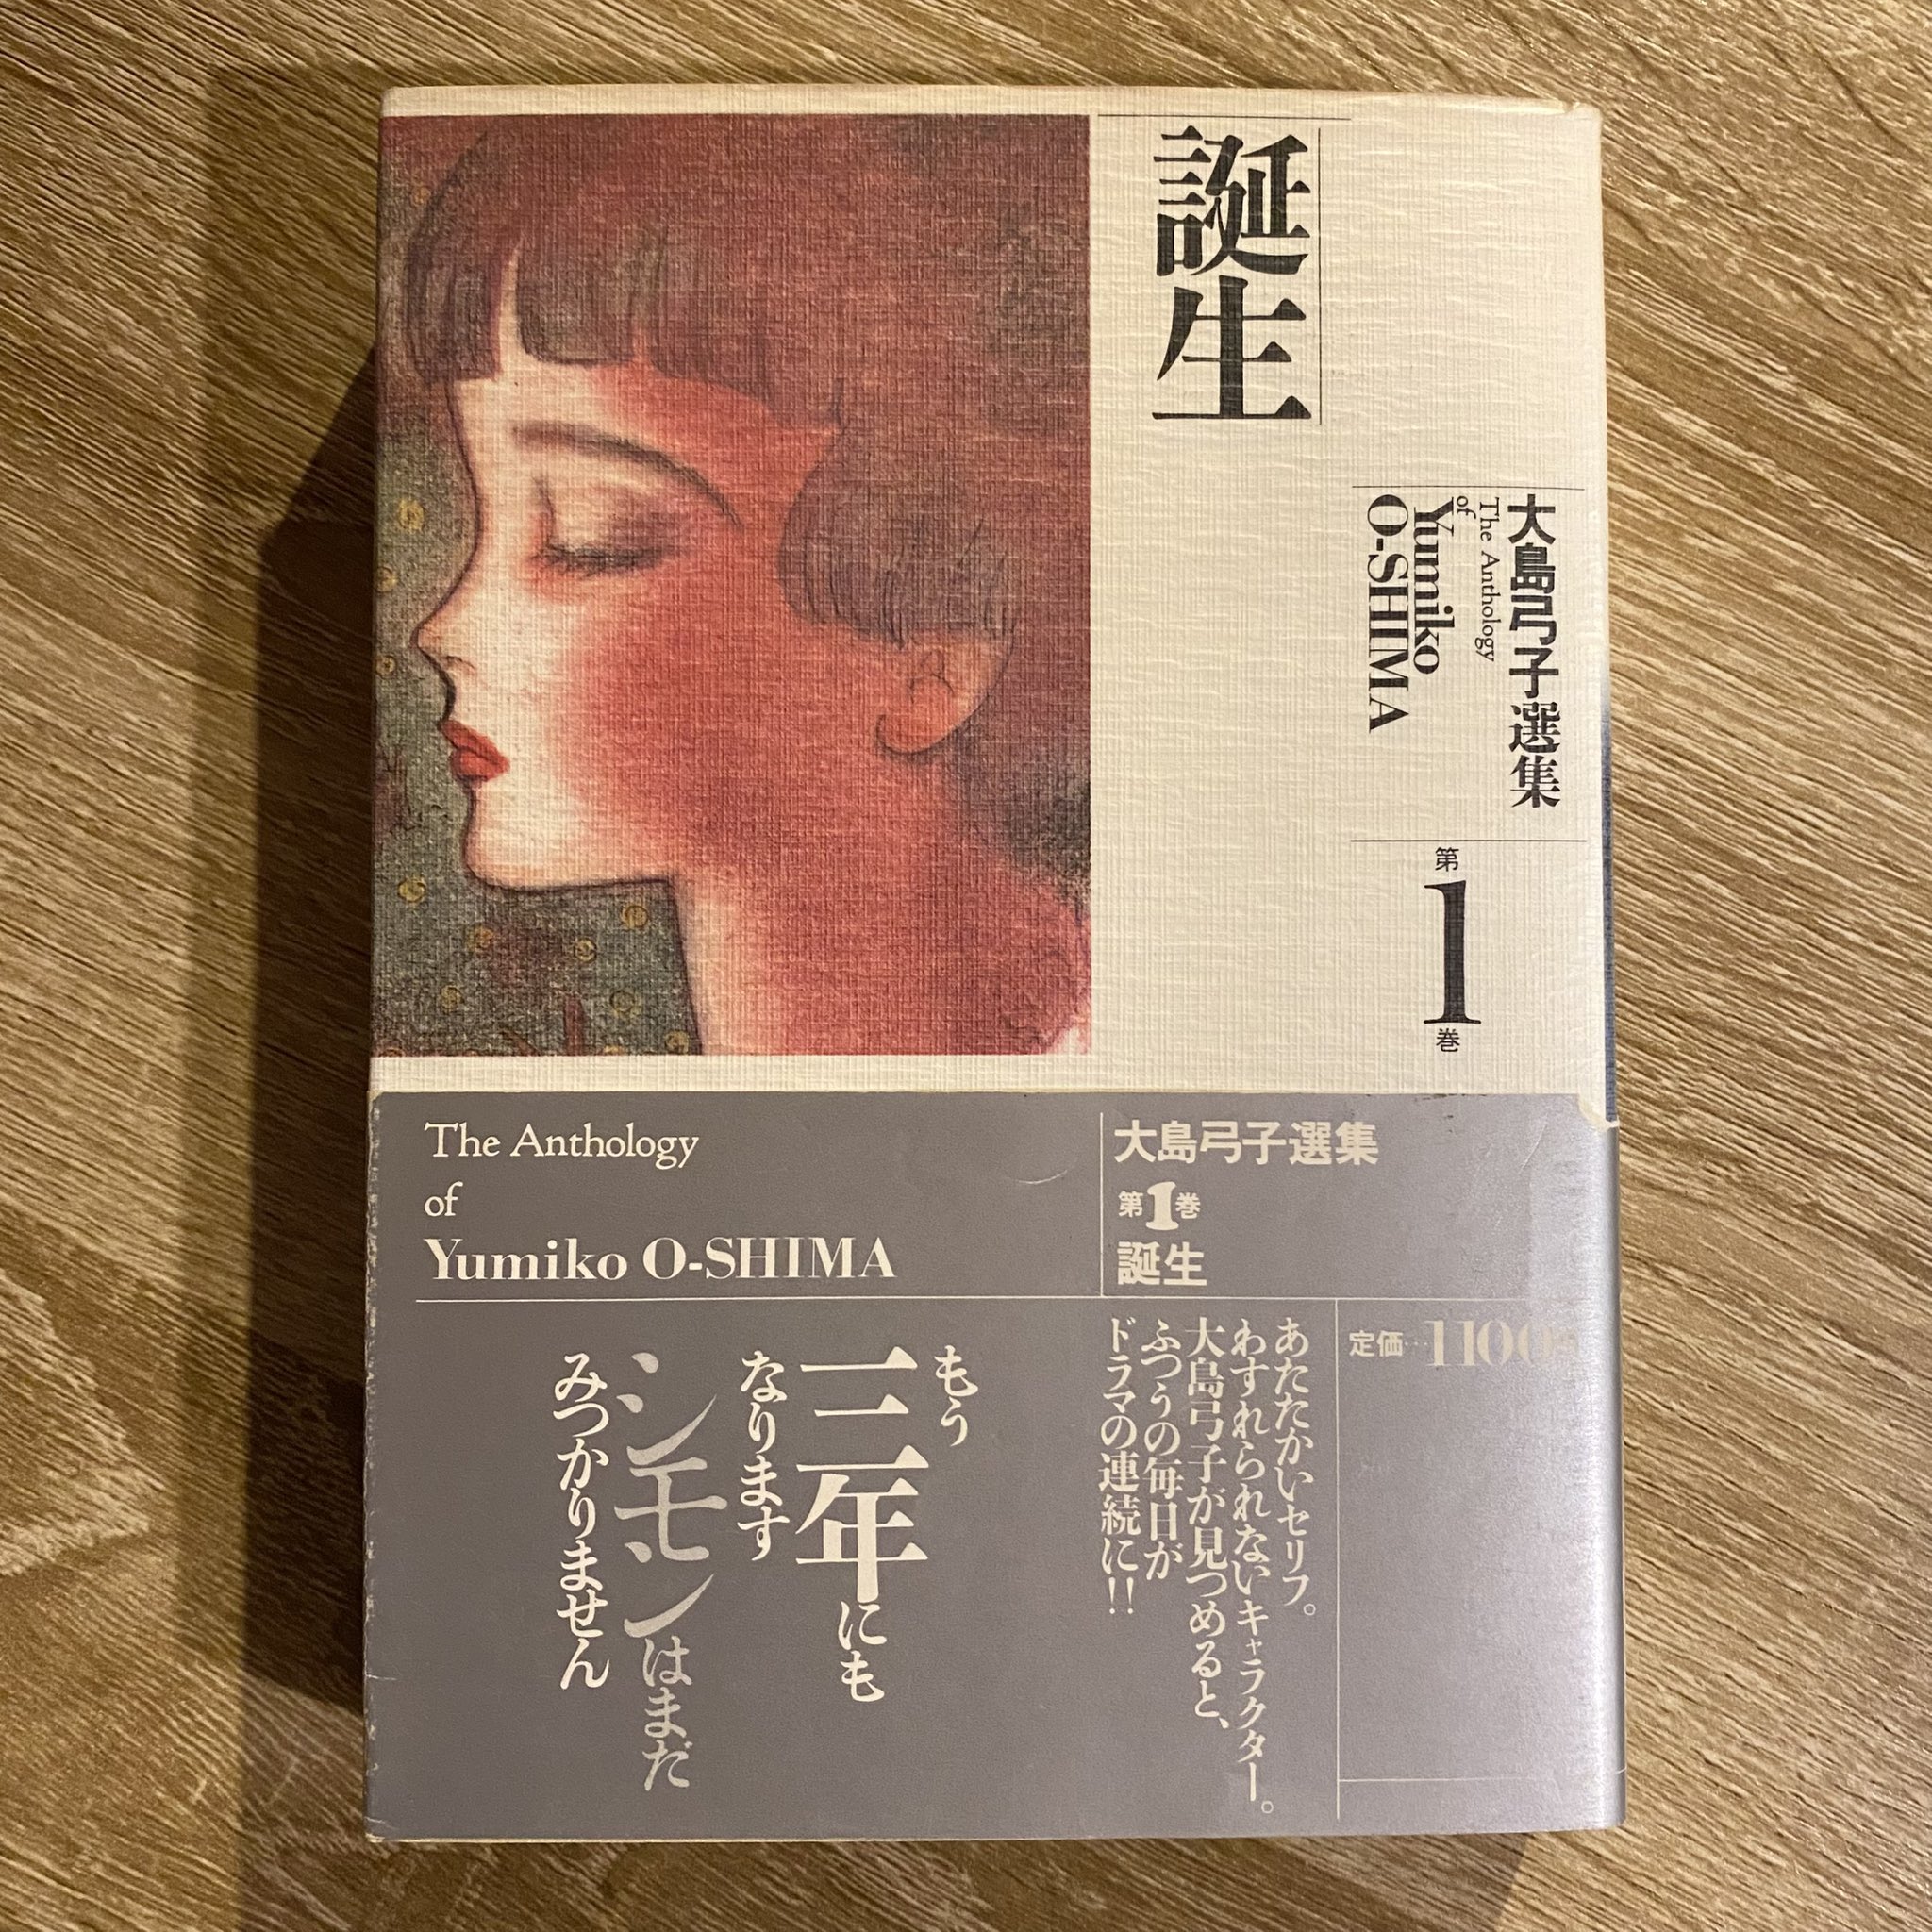 誕生
大島弓子選集
The Anthology
of
Yumiko
O-SHIMA
第
1
巻
The Anthology
of
Yumiko O-SHIMA
大島弓子選集
第1巻
誕生
定価…1100円
あたたかいセリフ。
わすれられないキャラクター。
大島弓子が見つめると、
ふつうの毎日が
ドラマの連続に!!
もう
三年にも
なります
シモンはまだ
みつかりません